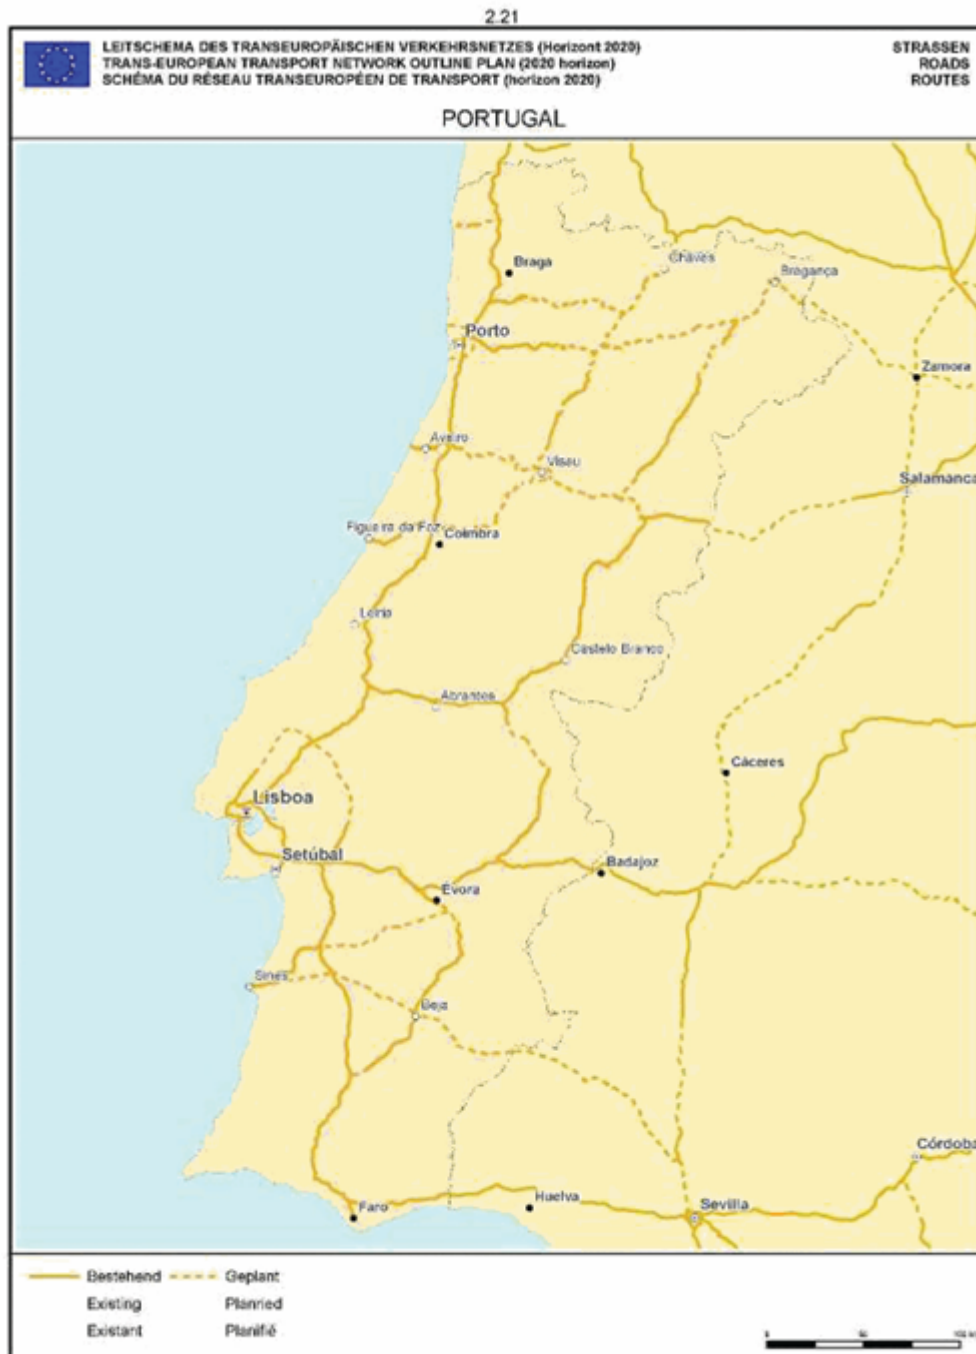 2.21
LEITSCHEMA DES TRANSEUROPÄISCHEN VERKEHRSNETZES (Horizont 2020)
TRANS-EUROPEAN TRANSPORT NETWORK OUTLINE PLAN (2020 horizon)
SCHÉMA DU RÉSEAU TRANSEUROPÉEN DE TRANSPORT (horizon 2020)
STRASSEN
ROADS
ROUTES
PORTUGAL
Braga
Chaves
Bragança
Porto
Zamora
Aveiro
Viseu
Salamanca
Figueira da Foz
Coimbra
Leiria
Castelo Branco
Abrantes
Cáceres
Lisboa
Setúbal
Badajoz
Évora
Sines
Beja
Córdoba
Faro
Huelva
Sevilla
Bestehend
Geplant
Existing
Planned
Existant
Planifié